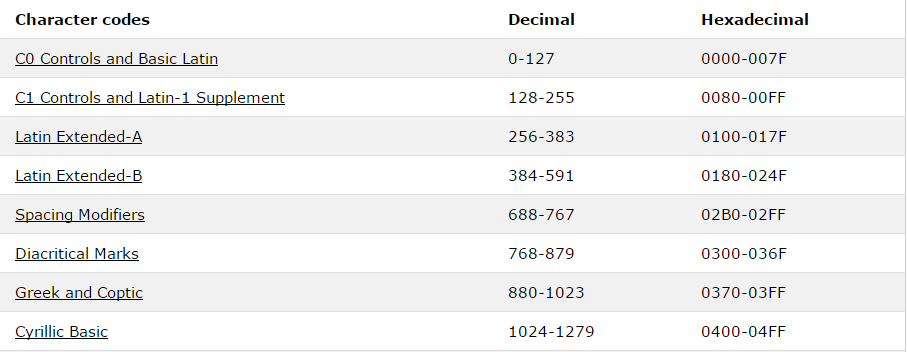 Character codes Decimal Hexadecimal
C0 Controls and Basic Latin 0-127 0000-007F
C1 Controls and Latin-1 Supplement 128-255 0080-00FF
Latin Extended-A 256-383 0100-017F
Latin Extended-B 384-591 0180-024F
Spacing Modifiers 688-767 02B0-02FF
Diacritical Marks 768-879 0300-036F
Greek and Coptic 880-1023 0370-03FF
Cyrillic Basic 1024-1279 0400-04FF